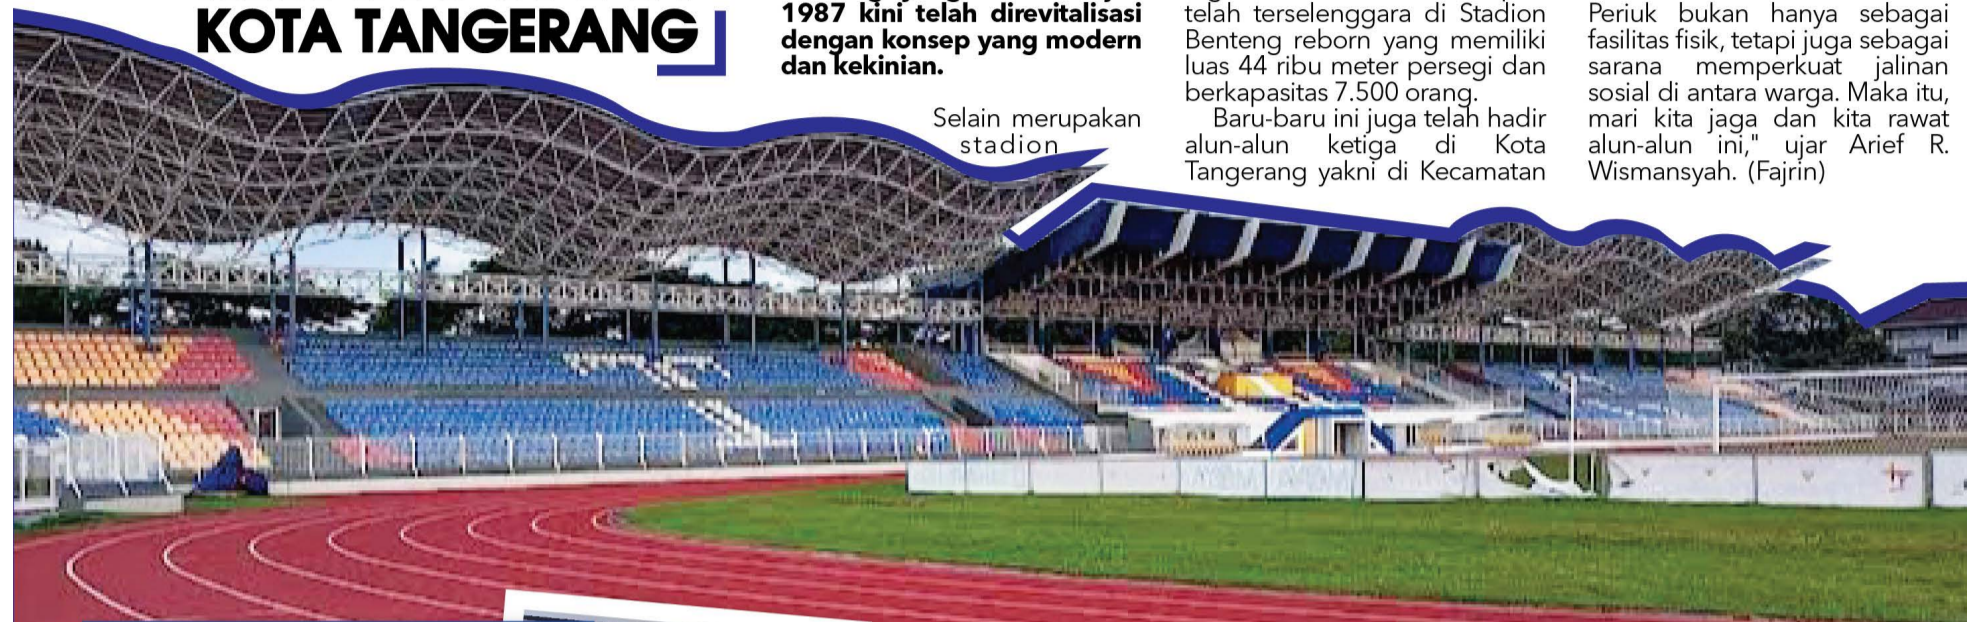 KOTA TANGERANG
1987 kini telah direvitalisasi
dengan konsep yang modern
dan kekinian.
Selain merupakan
stadion
telah terselenggara di Stadion
Benteng reborn yang memiliki
luas 44 ribu meter persegi dan
berkapasitas 7.500 orang.
Baru-baru ini juga telah hadir
alun-alun ketiga di Kota
Tangerang yakni di Kecamatan
Periuk bukan hanya sebagai
fasilitas fisik, tetapi juga sebagai
sarana memperkuat jalinan
sosial di antara warga. Maka itu,
mari kita jaga dan kita rawat
alun-alun ini," ujar Arief R.
Wismansyah. (Fajrin)